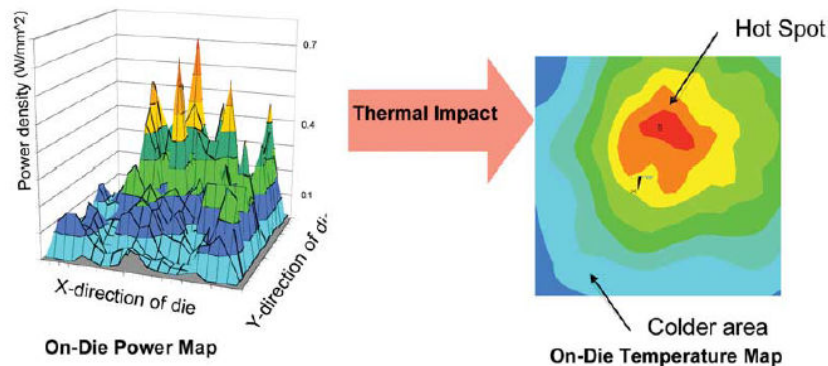 Power density (W/mm^2)
0.7
0.4
0.1
X-direction of die
Y-direction of di
On-Die Power Map
Thermal Impact
Hot Spot
Colder area
On-Die Temperature Map